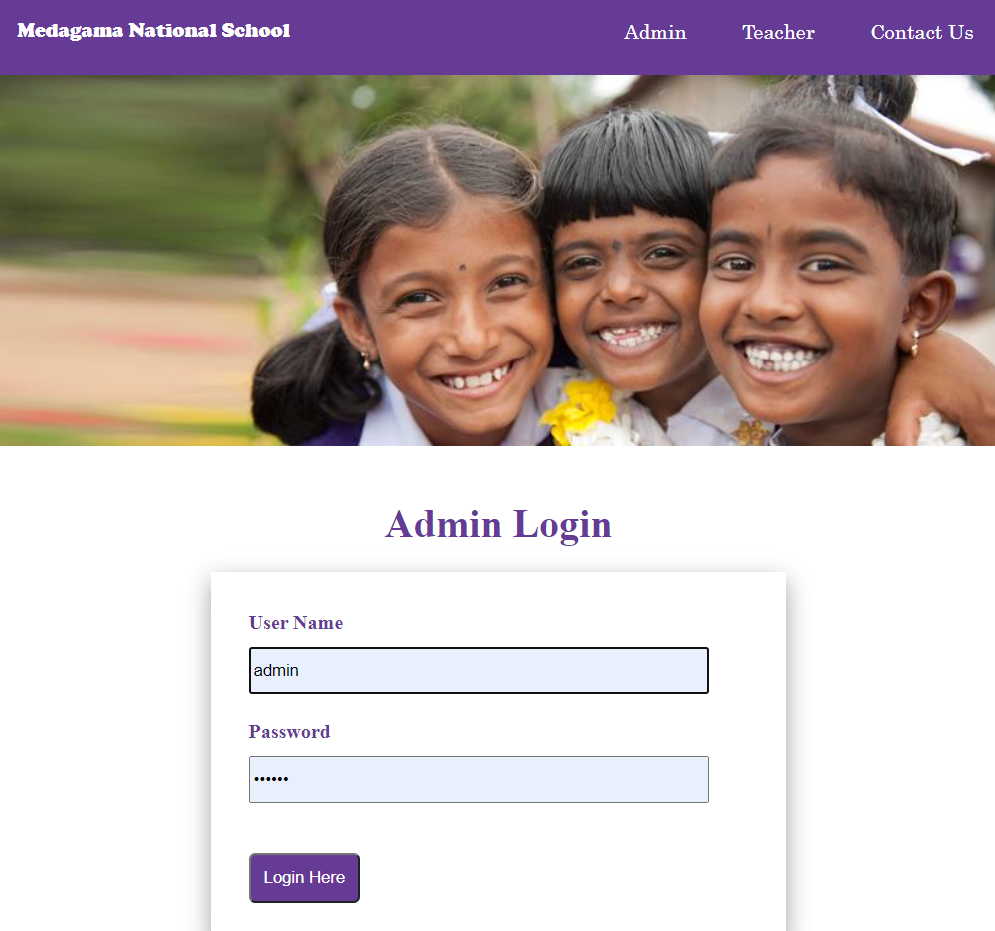 Medagama National School
Admin Teacher Contact Us
Admin Login
User Name
admin
Password
••••••
Login Here